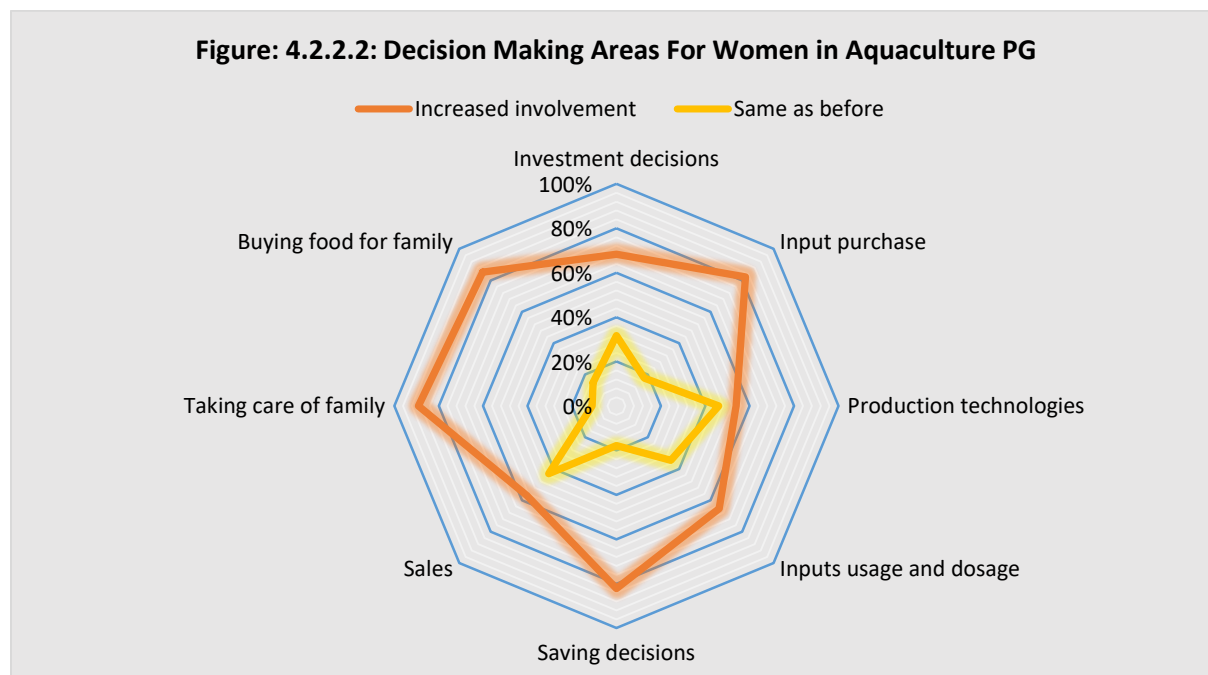 Figure: 4.2.2.2: Decision Making Areas For Women in Aquaculture PG
Increased involvement
Same as before
Investment decisions
100%
80%
60%
40%
20%
0%
Input purchase
Production technologies
Inputs usage and dosage
Saving decisions
Sales
Taking care of family
Buying food for family